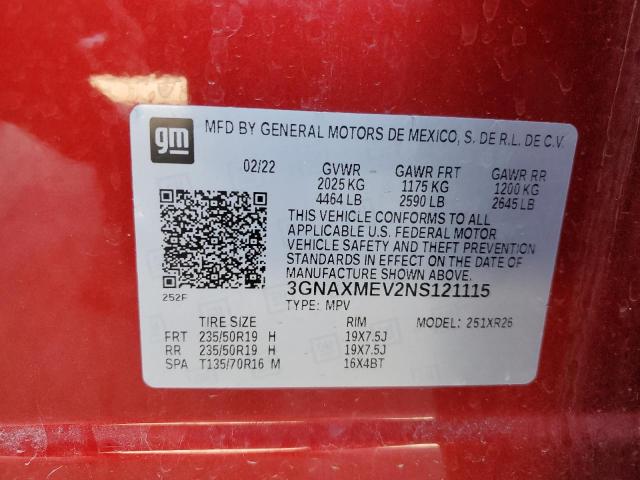 gm
MFD BY GENERAL MOTORS DE MEXICO, S. DE R.L. DE C.V.
02/22 GVWR GAWR FRT GAWR RR
2025 KG 1175 KG 1200 KG
4464 LB 2590 LB 2645 LB
THIS VEHICLE CONFORMS TO ALL
APPLICABLE U.S. FEDERAL MOTOR
VEHICLE SAFETY AND THEFT PREVENTION
STANDARDS IN EFFECT ON THE DATE OF
MANUFACTURE SHOWN ABOVE.
252F
3GNAXMEV2NS121115
TYPE: MPV
TIRE SIZE RIM MODEL: 251XR26
FRT 235/50R19 H 19X7.5J
RR 235/50R19 H 19X7.5J
SPA T135/70R16 M 16X4BT